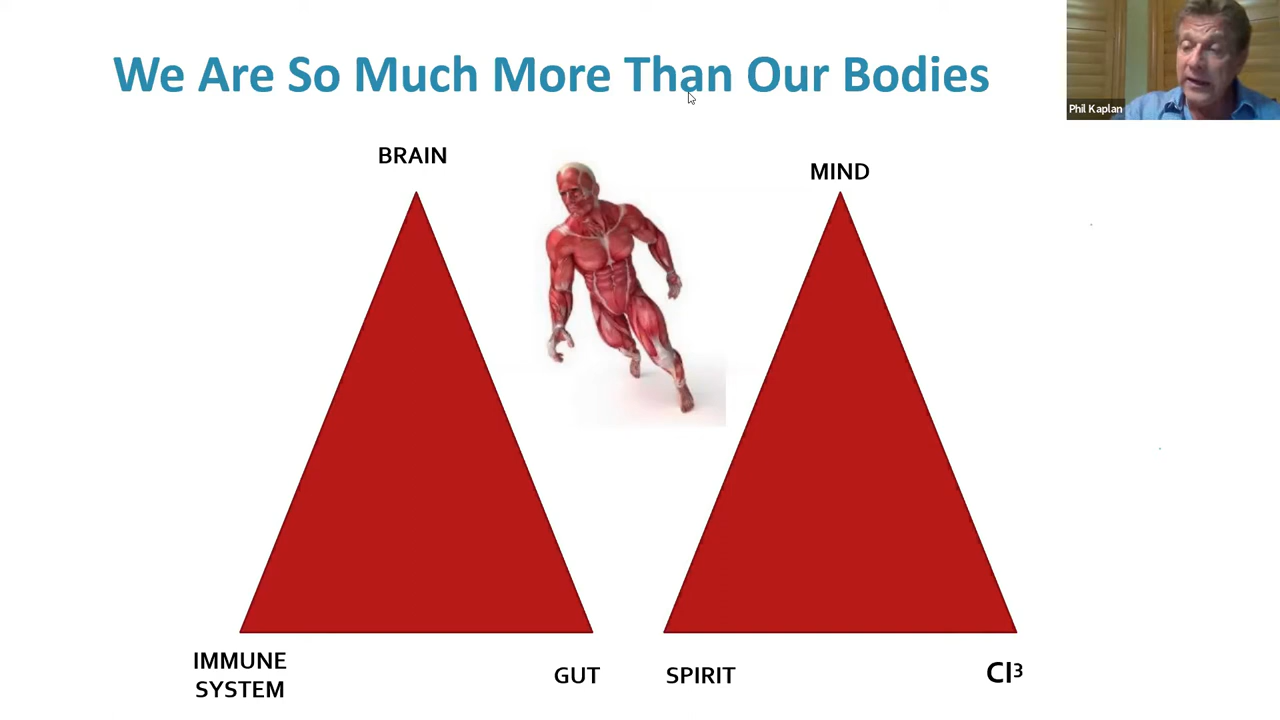 We Are So Much More Than Our Bodies
Phil Kaplan
BRAIN
MIND
IMMUNE
SYSTEM
GUT
SPIRIT
CI³